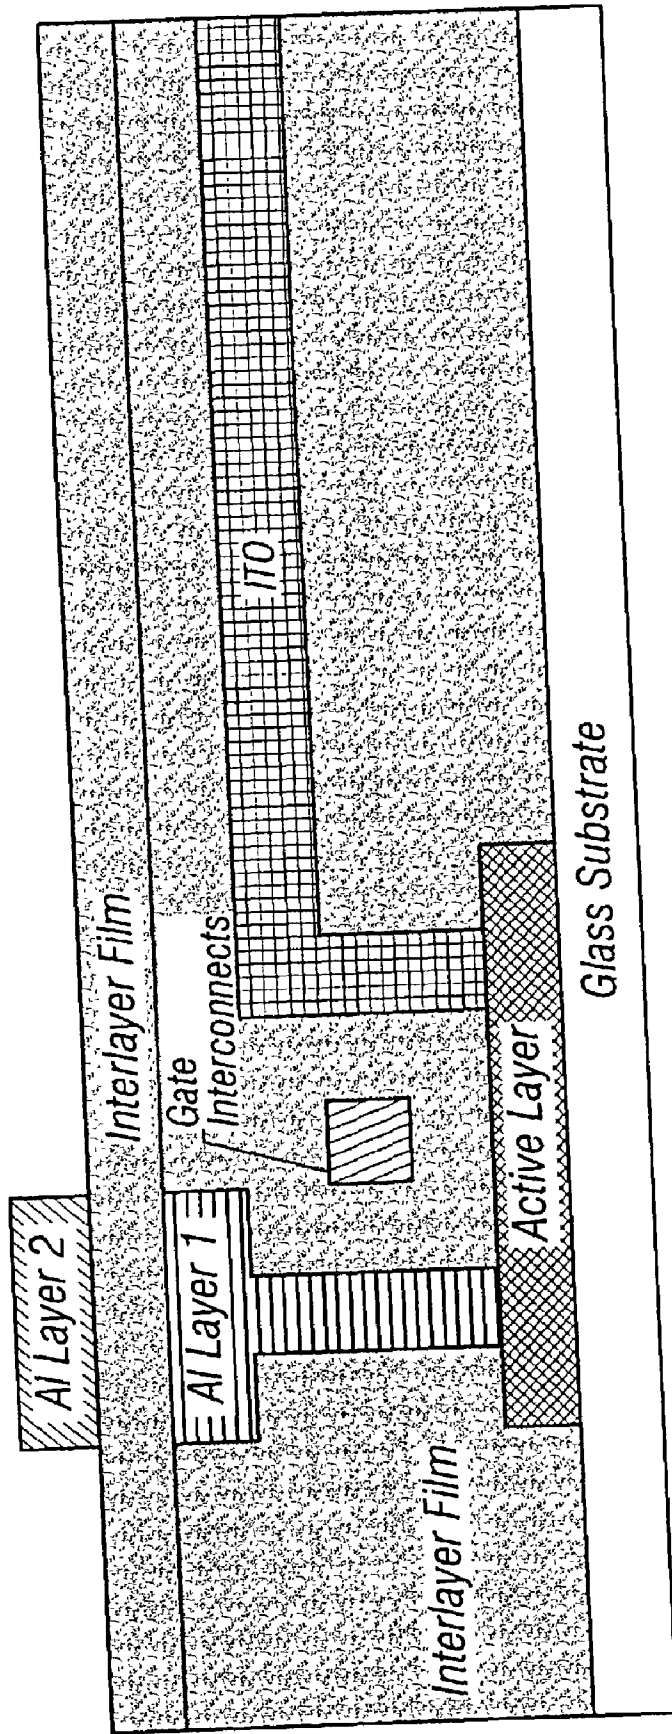 Al Layer 2
Interlayer Film
Al Layer 1
Gate
Interconnects
ITO
Interlayer Film
Active Layer
Glass Substrate